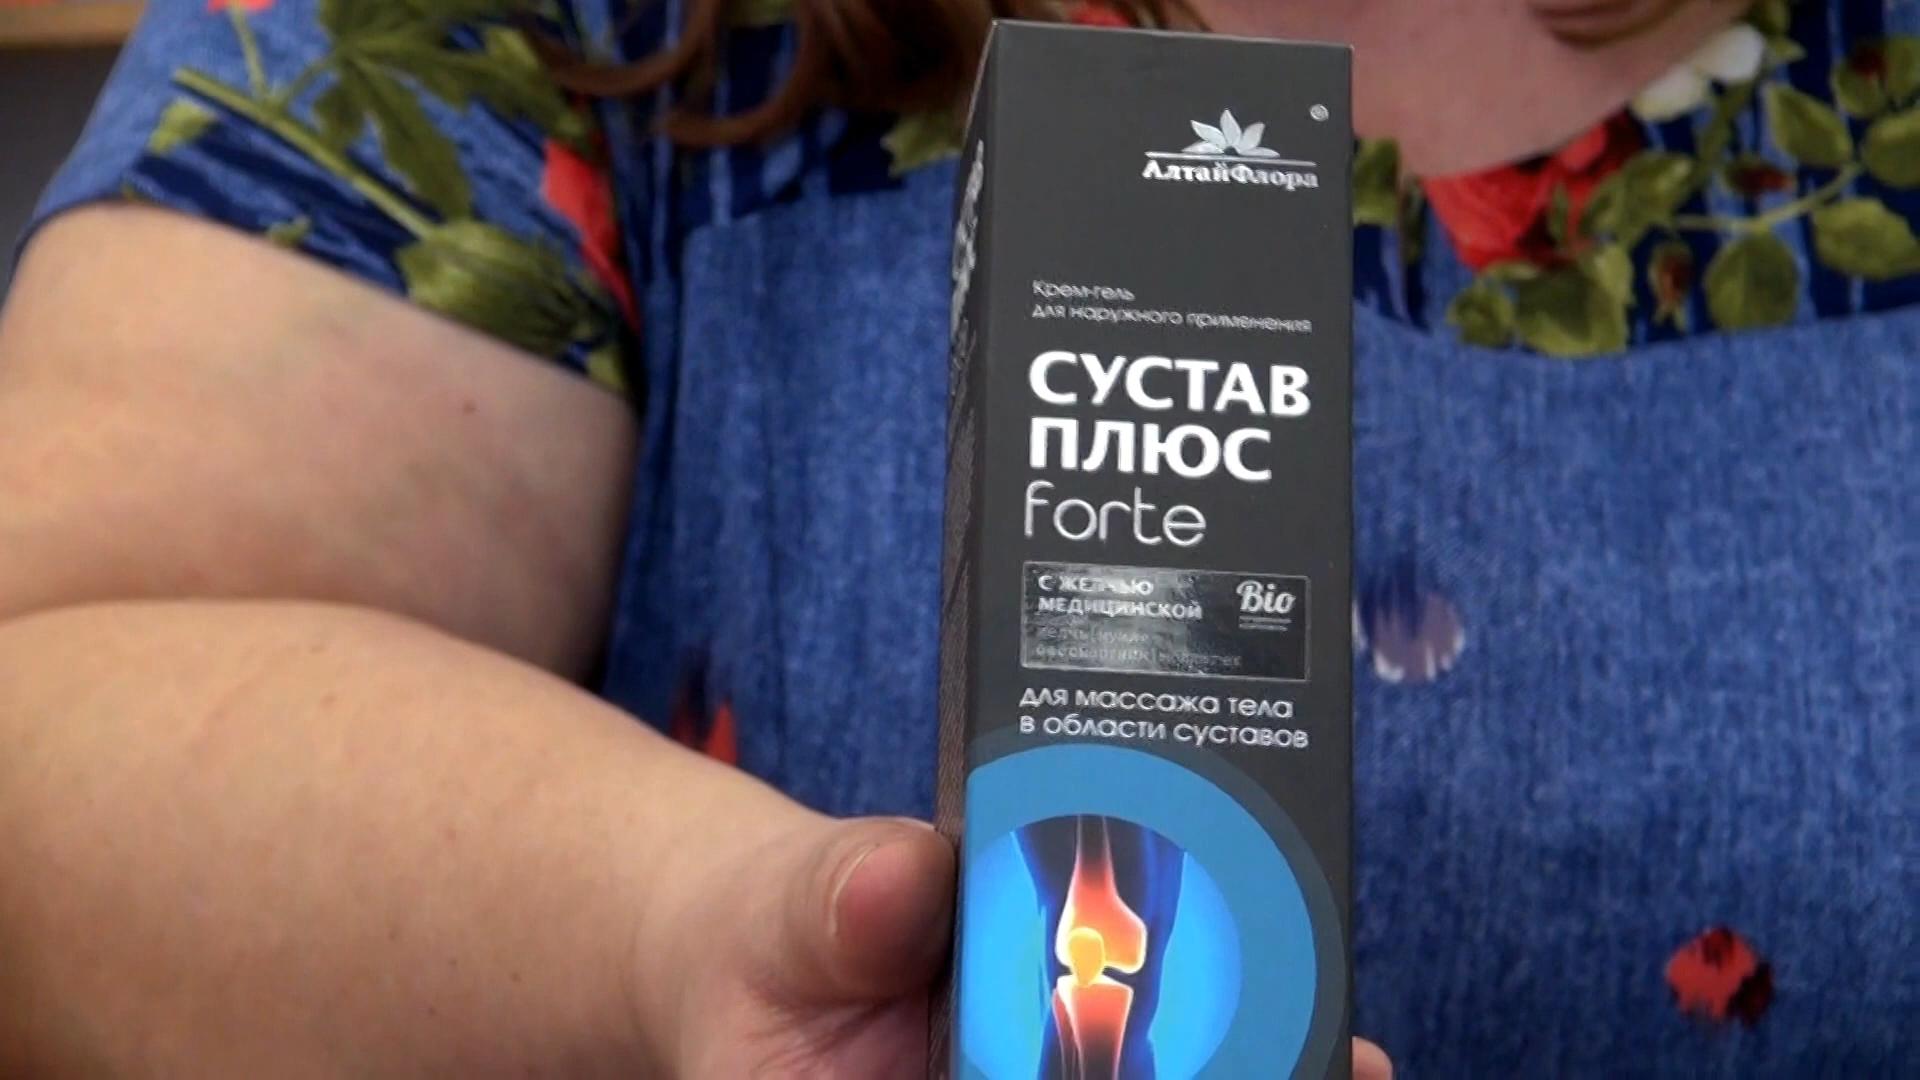 АлтайФлора
Крем-гель
для наружного применения
СУСТАВ
ПЛЮС
forte
С ЖЕЛЧЬЮ
МЕДИЦИНСКОЙ
Bio
для массажа тела
в области суставов